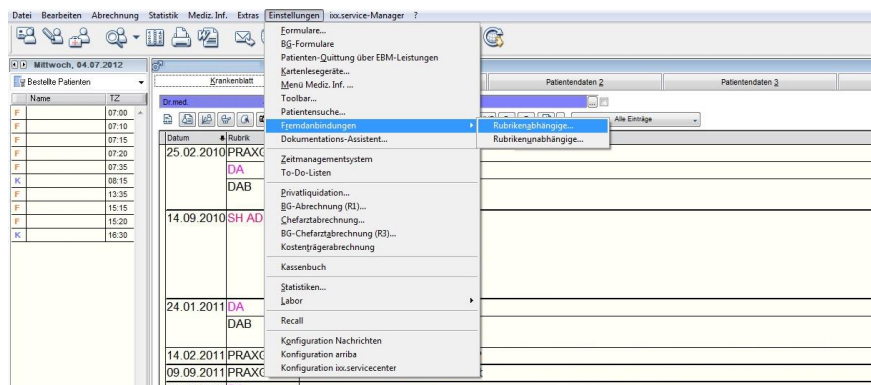 Datei Bearbeiten Abrechnung Statistik Mediz. Inf. Extras Einstellungen ixx.service-Manager ?
Mittwoch, 04.07.2012
Bestellte Patienten
Name TZ
F 07:00
F 07:10
F 07:15
F 07:20
F 07:35
K 08:15
F 13:35
F 15:15
F 15:20
K 16:30
Krankenblatt
Patientendaten 2
Patientendaten 3
Dr.med.
Alle Einträge
Datum Rubrik
25.02.2010 PRAXG
DA
DAB
14.09.2010 SH AD
24.01.2011 DA
DAB
14.02.2011 PRAXG
09.09.2011 PRAXG
Formulare...
BG-Formulare
Patienten-Quittung über EBM-Leistungen
Kartenlesegeräte...
Menü Mediz. Inf. ...
Toolbar...
Patientensuche...
Fremdanbindungen
Dokumentations-Assistent...
Zeitmanagementsystem
To-Do-Listen
Privatliquidation...
BG-Abrechnung (R1)...
Chefarztabrechnung...
BG-Chefarztabrechnung (R3)...
Kostenträgerabrechnung
Kassenbuch
Statistiken...
Labor
Recall
Konfiguration Nachrichten
Konfiguration arriba
Konfiguration ixx.servicecenter
Rubrikenabhängige...
Rubrikenunabhängige...